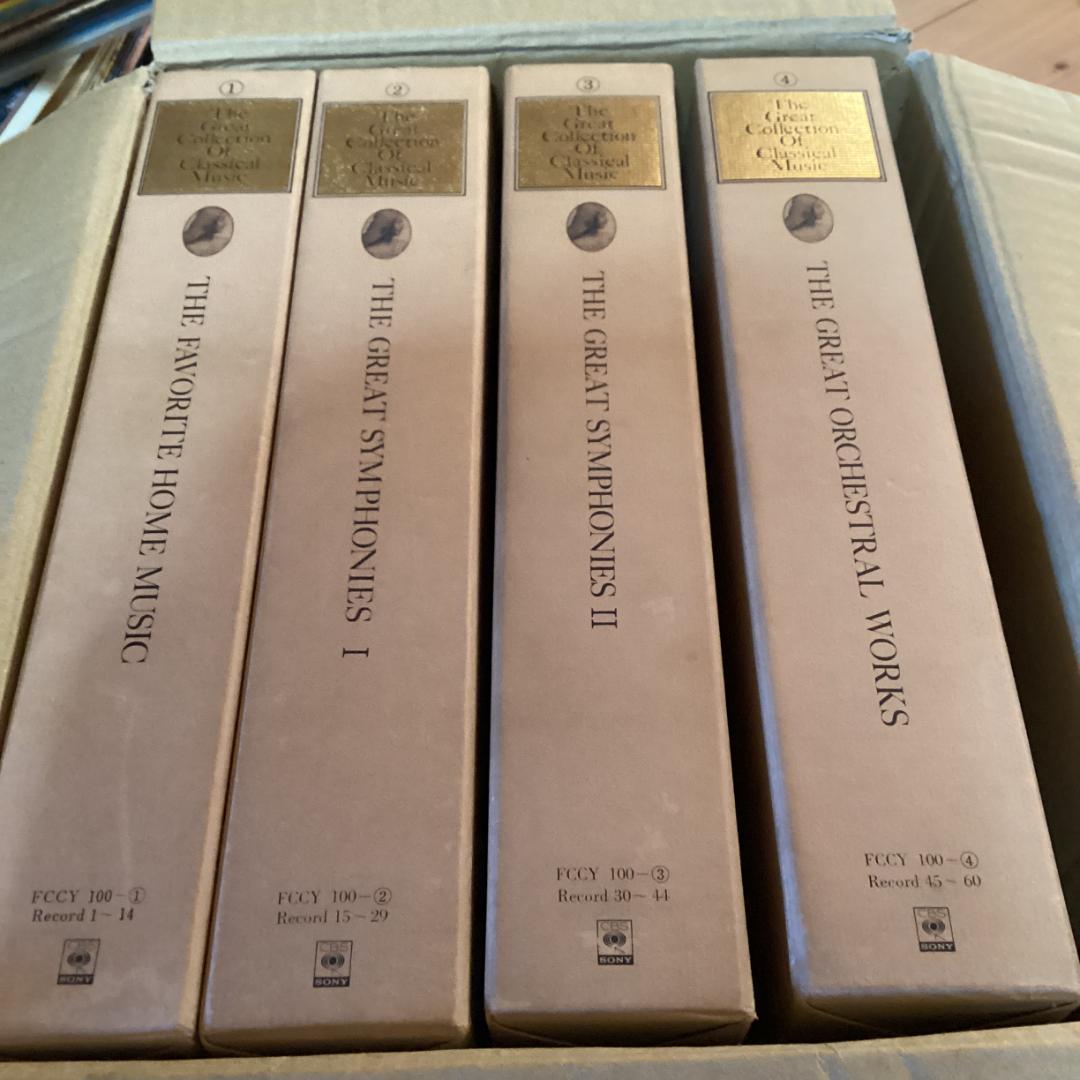 ①
The
Great
Collection
Of
Classical
Music
THE FAVORITE HOME MUSIC
FCCY 100-①
Record 1~14
CBS
SONY
②
The
Great
Collection
Of
Classical
Music
THE GREAT SYMPHONIES I
FCCY 100-②
Record 15~29
CBS
SONY
③
The
Great
Collection
Of
Classical
Music
THE GREAT SYMPHONIES II
FCCY 100-③
Record 30~44
CBS
SONY
④
The
Great
Collection
Of
Classical
Music
THE GREAT ORCHESTRAL WORKS
FCCY 100-④
Record 45~60
CBS
SONY